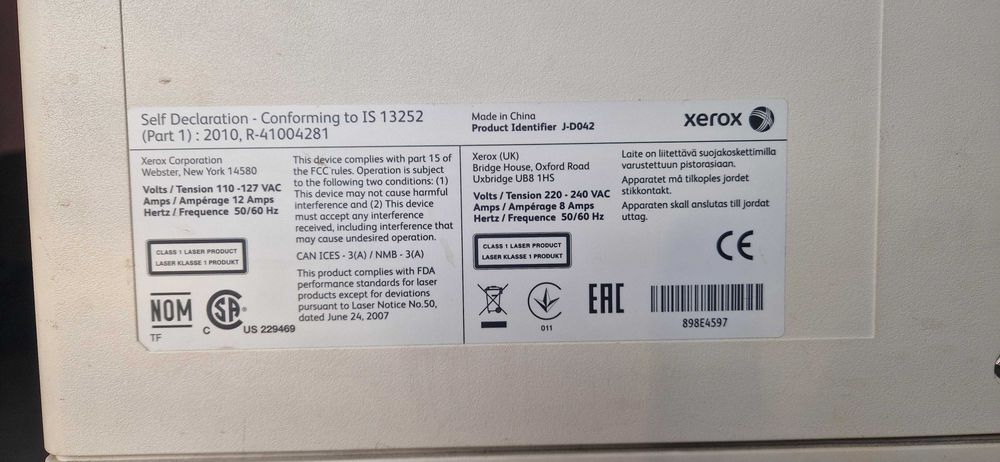 Self Declaration - Conforming to IS 13252
(Part 1) : 2010, R-41004281
Made in China
Product Identifier J-D042
xerox
Xerox Corporation
Webster, New York 14580
Volts / Tension 110 -127 VAC
Amps / Ampérage 12 Amps
Hertz / Frequence 50/60 Hz
CLASS 1 LASER PRODUCT
LASER KLASSE 1 PRODUKT
NOM
TF
SA
C US 229469
This device complies with part 15 of
the FCC rules. Operation is subject
to the following two conditions: (1)
This device may not cause harmful
interference and (2) This device
must accept any interference
received, including interference that
may cause undesired operation.
CAN ICES - 3(A) / NMB - 3(A)
This product complies with FDA
performance standards for laser
products except for deviations
pursuant to Laser Notice No.50,
dated June 24, 2007
Xerox (UK)
Bridge House, Oxford Road
Uxbridge UB8 1HS
Volts / Tension 220 - 240 VAC
Amps / Ampérage 8 Amps
Hertz / Frequence 50/60 Hz
CLASS 1 LASER PRODUCT
LASER KLASSE 1 PRODUKT
011
EAC
Laite on liitettävä suojakoskettimilla
varustettuun pistorasiaan.
Apparatet må tilkoples jordet
stikkontakt.
Apparaten skall anslutas till jordat
uttag.
CE
898E4597